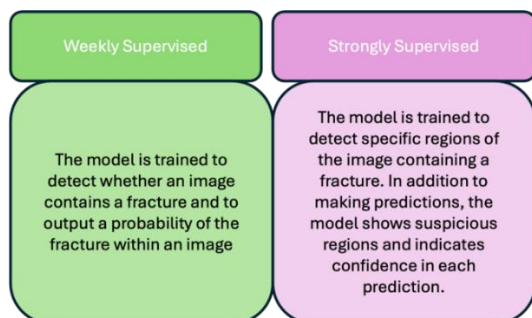 Weekly Supervised
Strongly Supervised
The model is trained to
detect whether an image
contains a fracture and to
output a probability of the
fracture within an image
The model is trained to
detect specific regions of
the image containing a
fracture. In addition to
making predictions, the
model shows suspicious
regions and indicates
confidence in each
prediction.